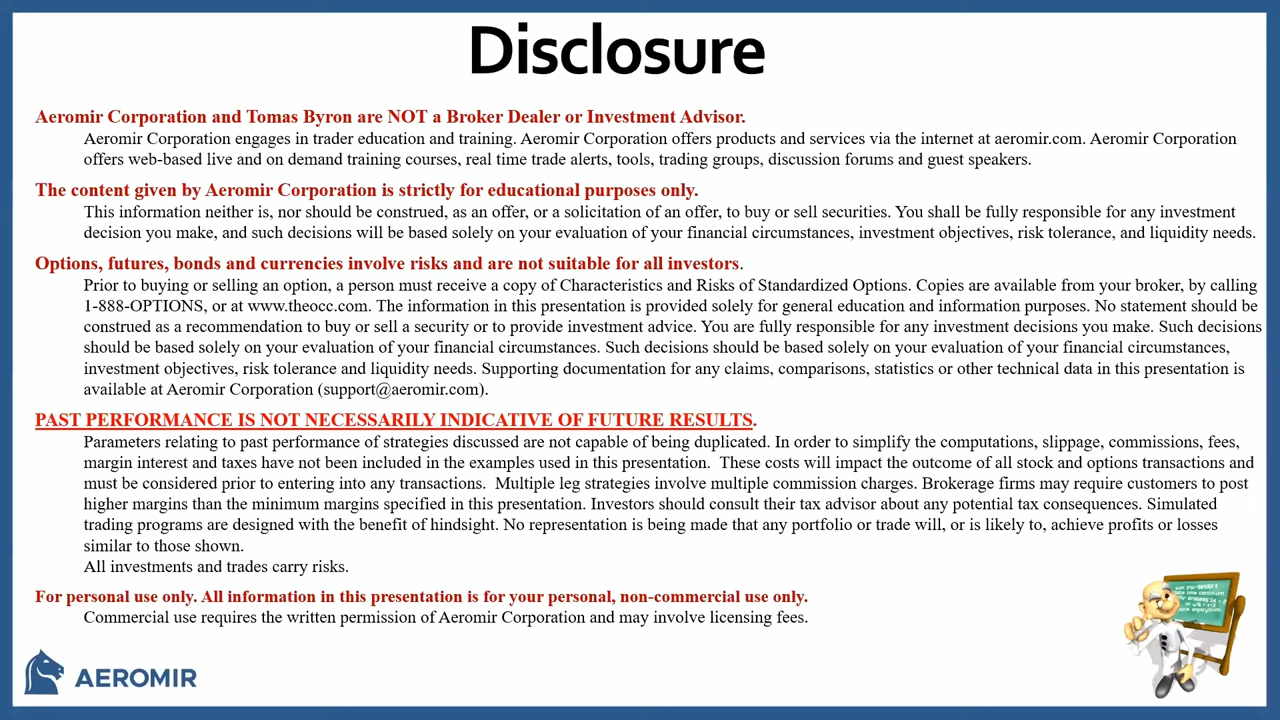 Disclosure
Aeromir Corporation and Tomas Byron are NOT a Broker Dealer or Investment Advisor.
Aeromir Corporation engages in trader education and training. Aeromir Corporation offers products and services via the internet at aeromir.com. Aeromir Corporation
offers web-based live and on demand training courses, real time trade alerts, tools, trading groups, discussion forums and guest speakers.
The content given by Aeromir Corporation is strictly for educational purposes only.
This information neither is, nor should be construed, as an offer, or a solicitation of an offer, to buy or sell securities. You shall be fully responsible for any investment
decision you make, and such decisions will be based solely on your evaluation of your financial circumstances, investment objectives, risk tolerance, and liquidity needs.
Options, futures, bonds and currencies involve risks and are not suitable for all investors.
Prior to buying or selling an option, a person must receive a copy of Characteristics and Risks of Standardized Options. Copies are available from your broker, by calling
1-888-OPTIONS, or at www.theocc.com. The information in this presentation is provided solely for general education and information purposes. No statement should be
construed as a recommendation to buy or sell a security or to provide investment advice. You are fully responsible for any investment decisions you make. Such decisions
should be based solely on your evaluation of your financial circumstances. Such decisions should be based solely on your evaluation of your financial circumstances,
investment objectives, risk tolerance and liquidity needs. Supporting documentation for any claims, comparisons, statistics or other technical data in this presentation is
available at Aeromir Corporation (support@aeromir.com).
PAST PERFORMANCE IS NOT NECESSARILY INDICATIVE OF FUTURE RESULTS.
Parameters relating to past performance of strategies discussed are not capable of being duplicated. In order to simplify the computations, slippage, commissions, fees,
margin interest and taxes have not been included in the examples used in this presentation.  These costs will impact the outcome of all stock and options transactions and
must be considered prior to entering into any transactions.  Multiple leg strategies involve multiple commission charges. Brokerage firms may require customers to post
higher margins than the minimum margins specified in this presentation. Investors should consult their tax advisor about any potential tax consequences. Simulated
trading programs are designed with the benefit of hindsight. No representation is being made that any portfolio or trade will, or is likely to, achieve profits or losses
similar to those shown.
All investments and trades carry risks.
For personal use only. All information in this presentation is for your personal, non-commercial use only.
Commercial use requires the written permission of Aeromir Corporation and may involve licensing fees.
AEROMIR